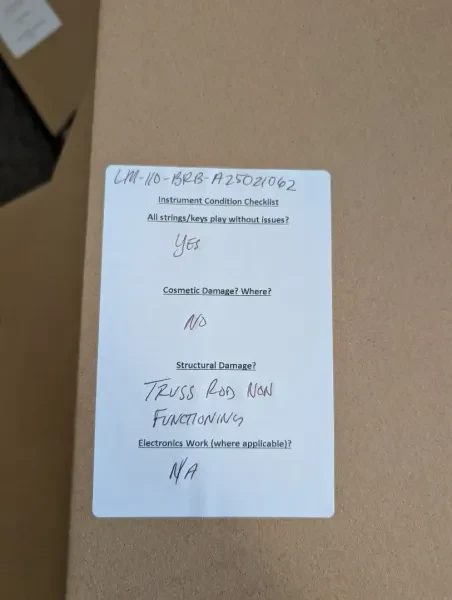 LM-110-BRB-A25021062
Instrument Condition Checklist
All strings/keys play without issues?
YES
Cosmetic Damage? Where?
NO
Structural Damage?
TRUSS ROD NON
FUNCTIONING
Electronics Work (where applicable)?
N/A